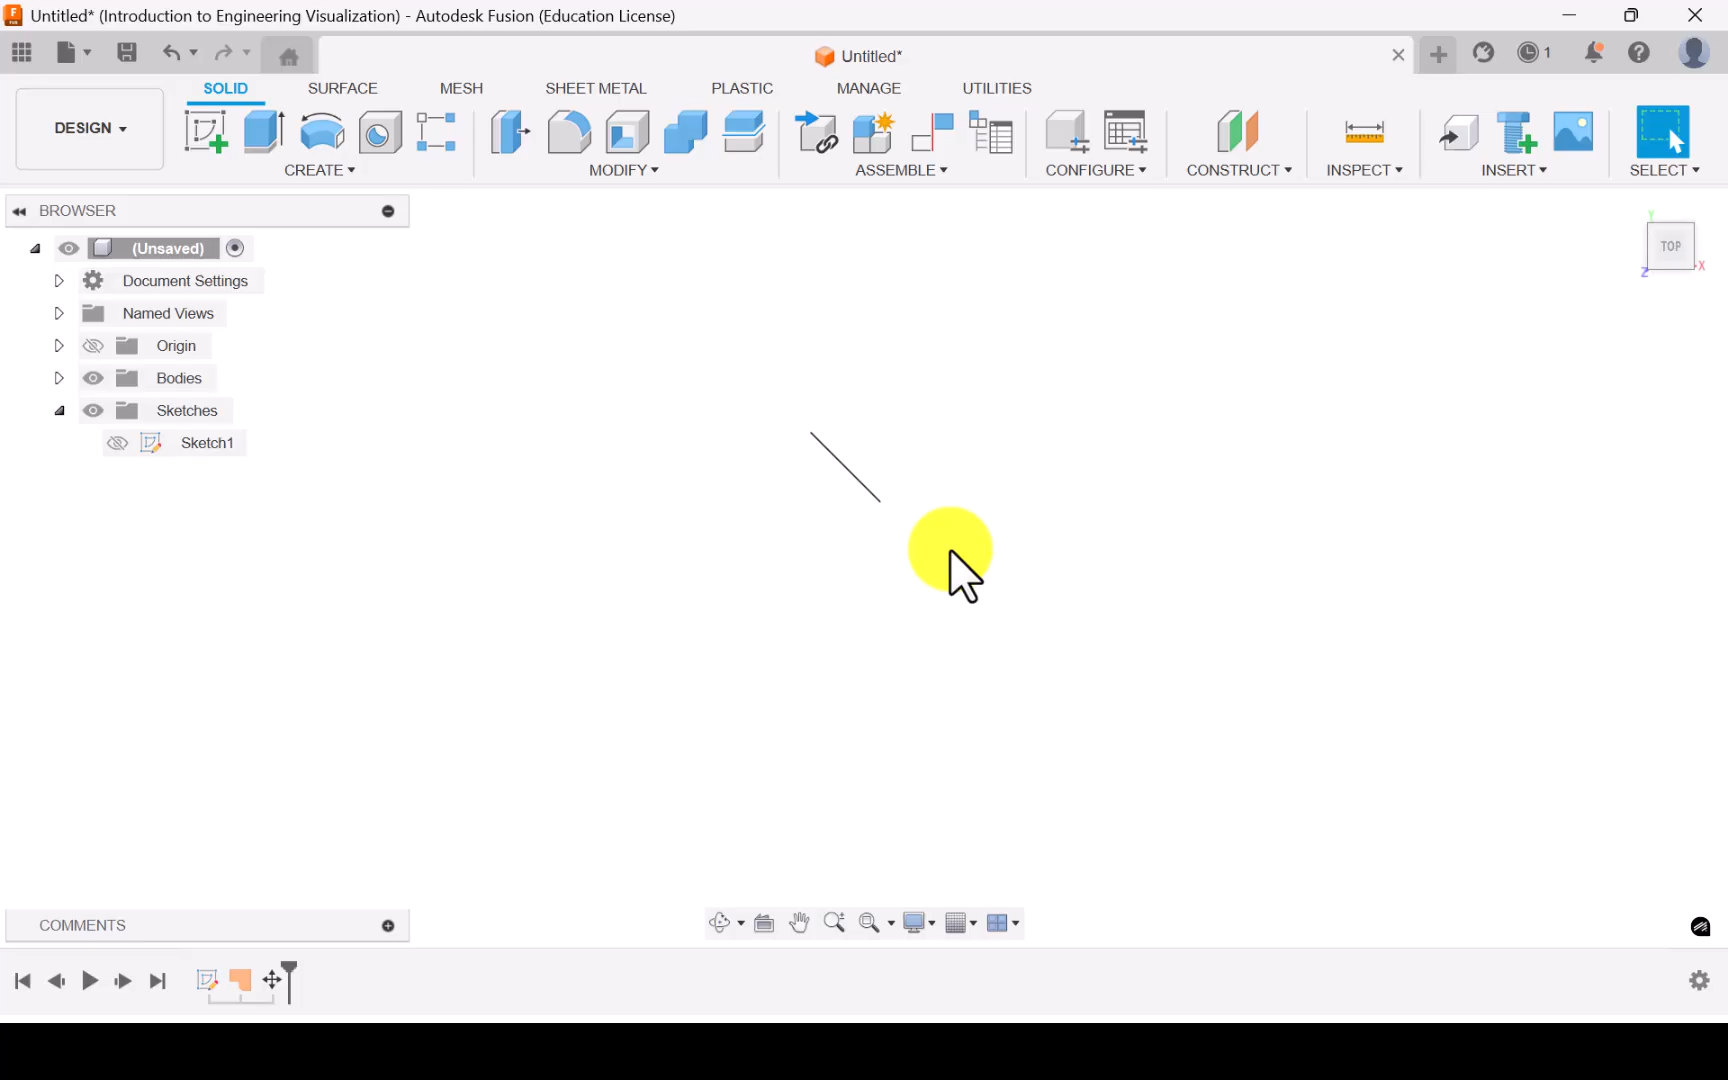 Untitled* (Introduction to Engineering Visualization) - Autodesk Fusion (Education License)
Untitled*
1
SOLID SURFACE MESH SHEET METAL PLASTIC MANAGE UTILITIES
DESIGN
CREATE MODIFY ASSEMBLE CONFIGURE CONSTRUCT INSPECT INSERT SELECT
BROWSER
(Unsaved)
Document Settings
Named Views
Origin
Bodies
Sketches
Sketch1
Y
TOP
Z X
COMMENTS